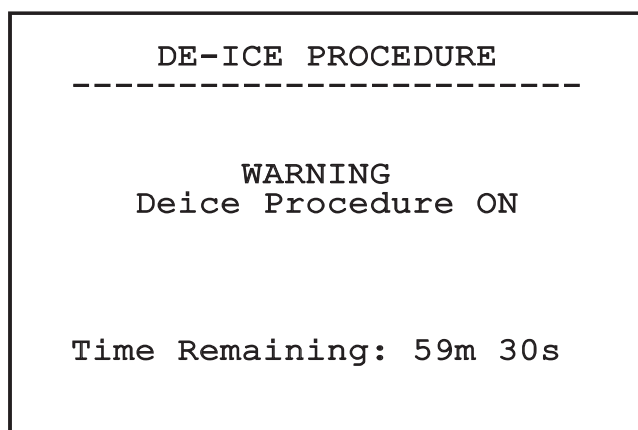 DE-ICE PROCEDURE
------------------------
WARNING
Deice Procedure ON
Time Remaining: 59m 30s